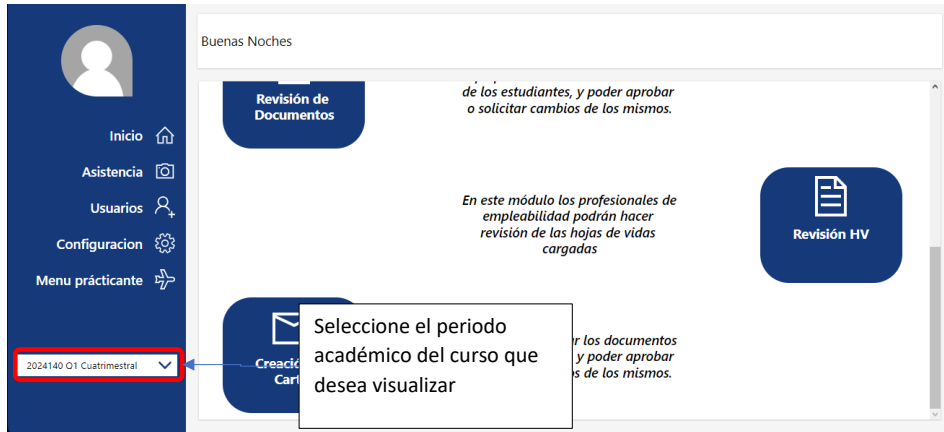 Buenas Noches
Inicio
Asistencia
Usuarios
Configuracion
Menu prácticante
2024140 O1 Cuatrimestral
Revisión de
Documentos
de los estudiantes, y poder aprobar
o solicitar cambios de los mismos.
En este módulo los profesionales de
empleabilidad podrán hacer
revisión de las hojas de vidas
cargadas
Revisión HV
Seleccione el periodo
académico del curso que
desea visualizar
los documentos
y poder aprobar
de los mismos.